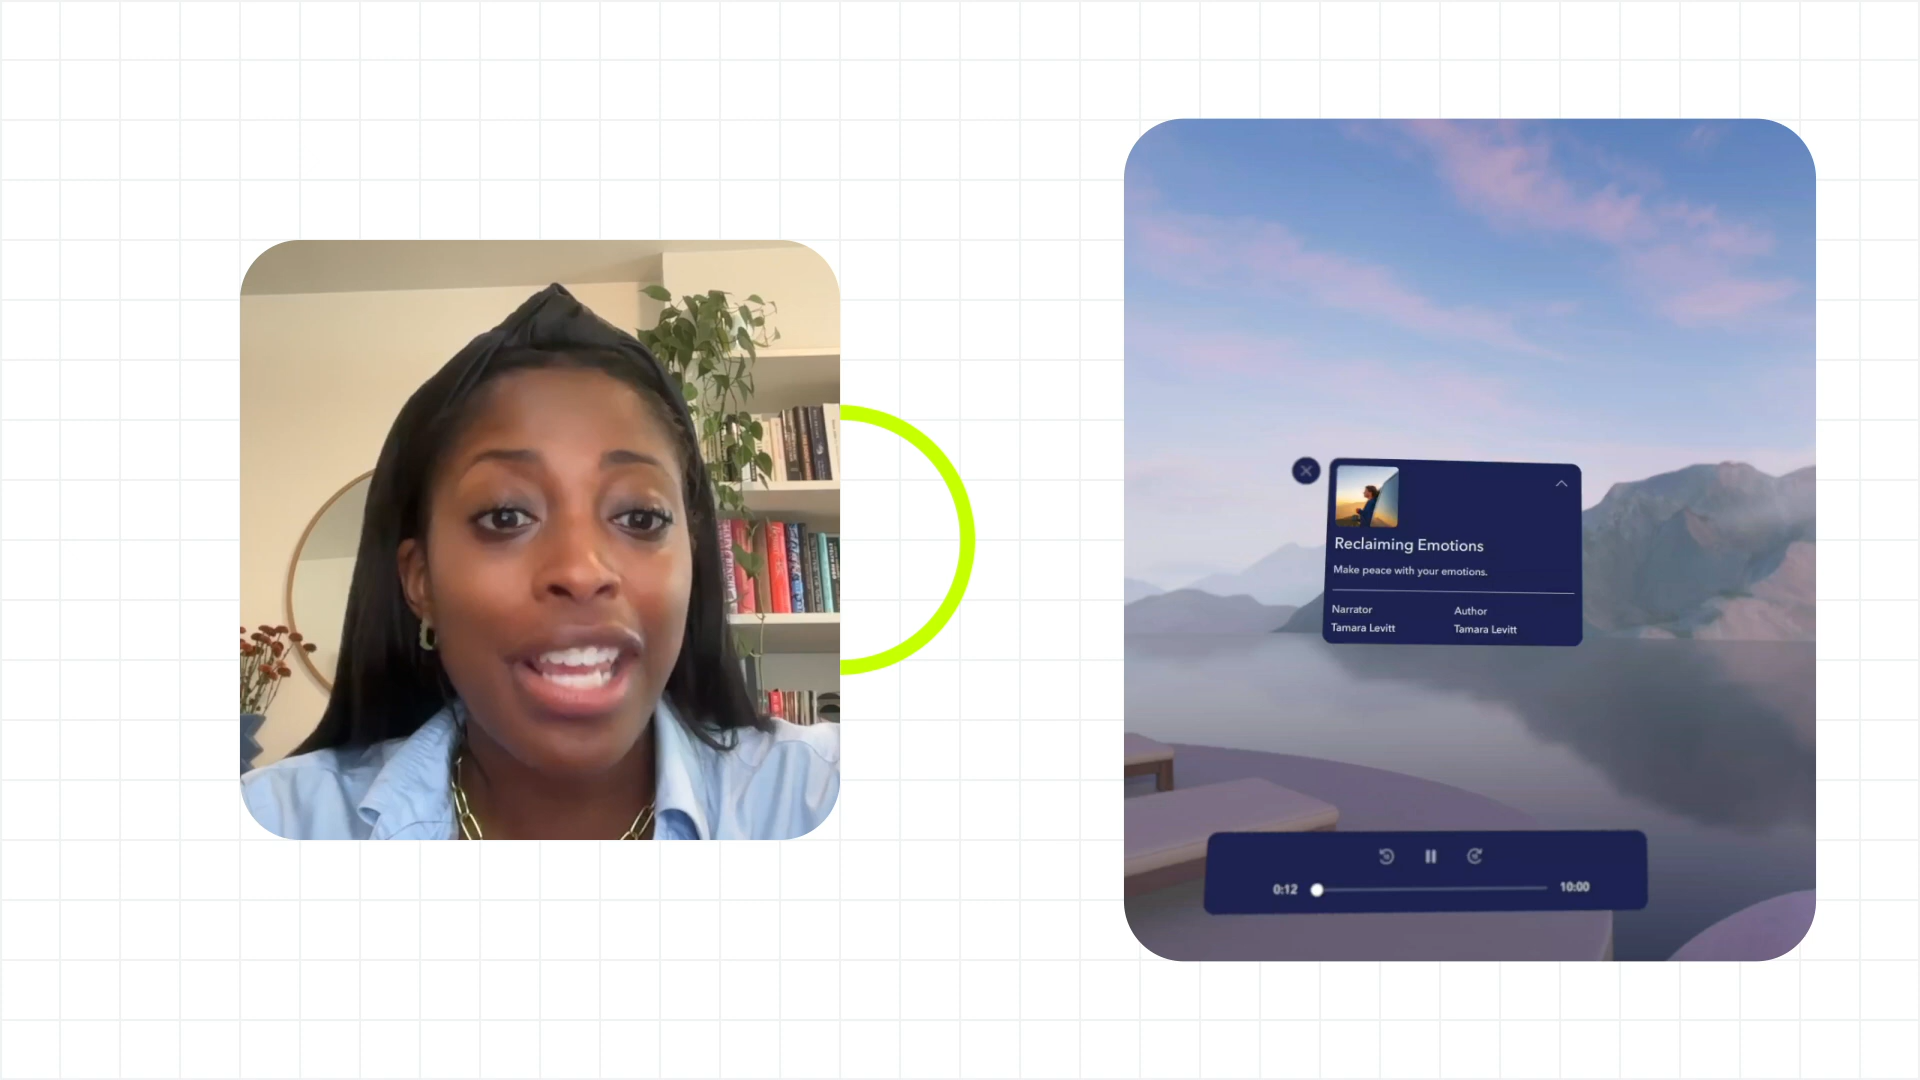 Reclaiming Emotions
Make peace with your emotions.
Narrator
Author
Tamara Levitt
Tamara Levitt
0:12
10:00